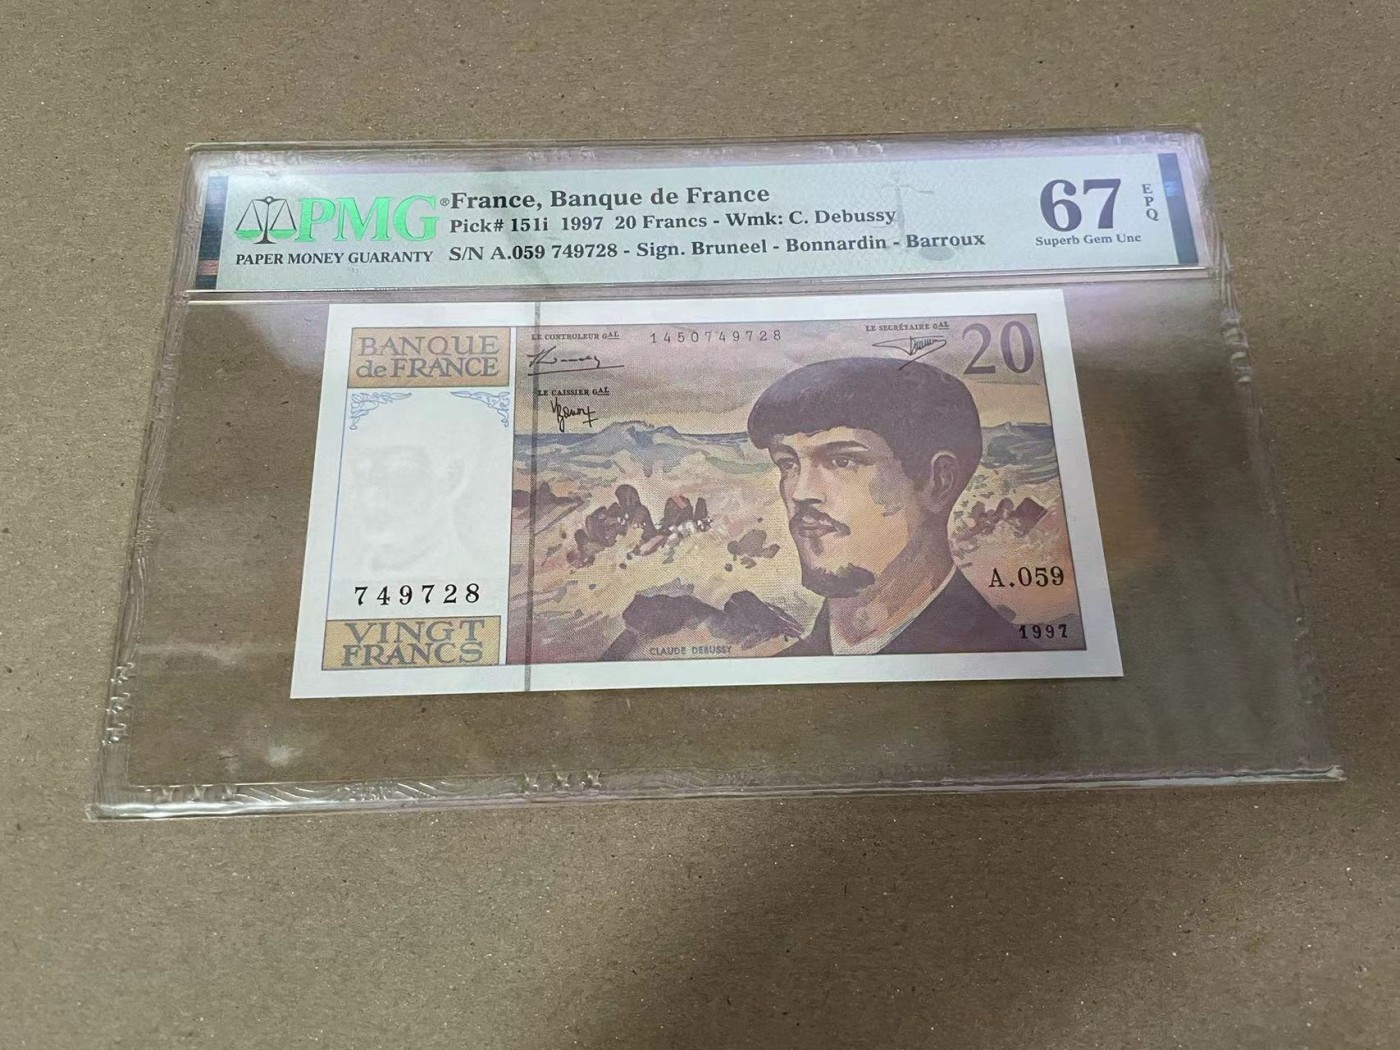 PMG®
PAPER MONEY GUARANTY
France, Banque de France
Pick# 151i 1997 20 Francs - Wmk: C. Debussy
S/N A.059 749728 - Sign. Bruneel - Bonnardin - Barroux
67
EPQ
Superb Gem Unc
BANQUE
de FRANCE
LE CONTROLEUR GAL
1450749728
LE SECRÉTAIRE GAL
20
LE CAISSIER GAL
749728
A.059
1997
VINGT
FRANCS
CLAUDE DEBUSSY